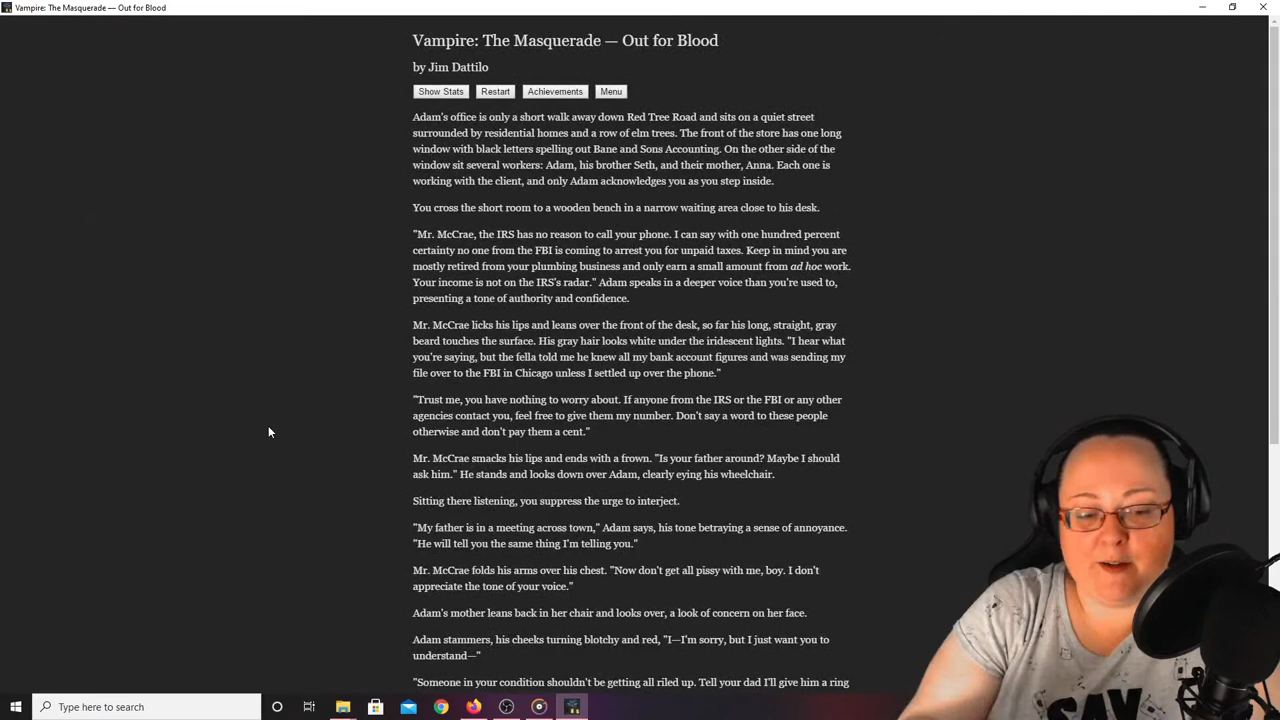 Vampire: The Masquerade — Out for Blood
Vampire: The Masquerade — Out for Blood
by Jim Dattilo
Show Stats Restart Achievements Menu
Adam's office is only a short walk away down Red Tree Road and sits on a quiet street
surrounded by residential homes and a row of elm trees. The front of the store has one long
window with black letters spelling out Bane and Sons Accounting. On the other side of the
window sit several workers: Adam, his brother Seth, and their mother, Anna. Each one is
working with the client, and only Adam acknowledges you as you step inside.
You cross the short room to a wooden bench in a narrow waiting area close to his desk.
"Mr. McCrae, the IRS has no reason to call your phone. I can say with one hundred percent
certainty no one from the FBI is coming to arrest you for unpaid taxes. Keep in mind you are
mostly retired from your plumbing business and only earn a small amount from ad hoc work.
Your income is not on the IRS's radar." Adam speaks in a deeper voice than you're used to,
presenting a tone of authority and confidence.
Mr. McCrae licks his lips and leans over the front of the desk, so far his long, straight, gray
beard touches the surface. His gray hair looks white under the iridescent lights. "I hear what
you're saying, but the fella told me he knew all my bank account figures and was sending my
file over to the FBI in Chicago unless I settled up over the phone."
"Trust me, you have nothing to worry about. If anyone from the IRS or the FBI or any other
agencies contact you, feel free to give them my number. Don't say a word to these people
otherwise and don't pay them a cent."
Mr. McCrae smacks his lips and ends with a frown. "Is your father around? Maybe I should
ask him." He stands and looks down over Adam, clearly eying his wheelchair.
Sitting there listening, you suppress the urge to interject.
"My father is in a meeting across town," Adam says, his tone betraying a sense of annoyance.
"He will tell you the same thing I'm telling you."
Mr. McCrae folds his arms over his chest. "Now don't get all pissy with me, boy. I don't
appreciate the tone of your voice."
Adam's mother leans back in her chair and looks over, a look of concern on her face.
Adam stammers, his cheeks turning blotchy and red, "I—I'm sorry, but I just want you to
understand—"
"Someone in your condition shouldn't be getting all riled up. Tell your dad I'll give him a ring
SAY
Type here to search